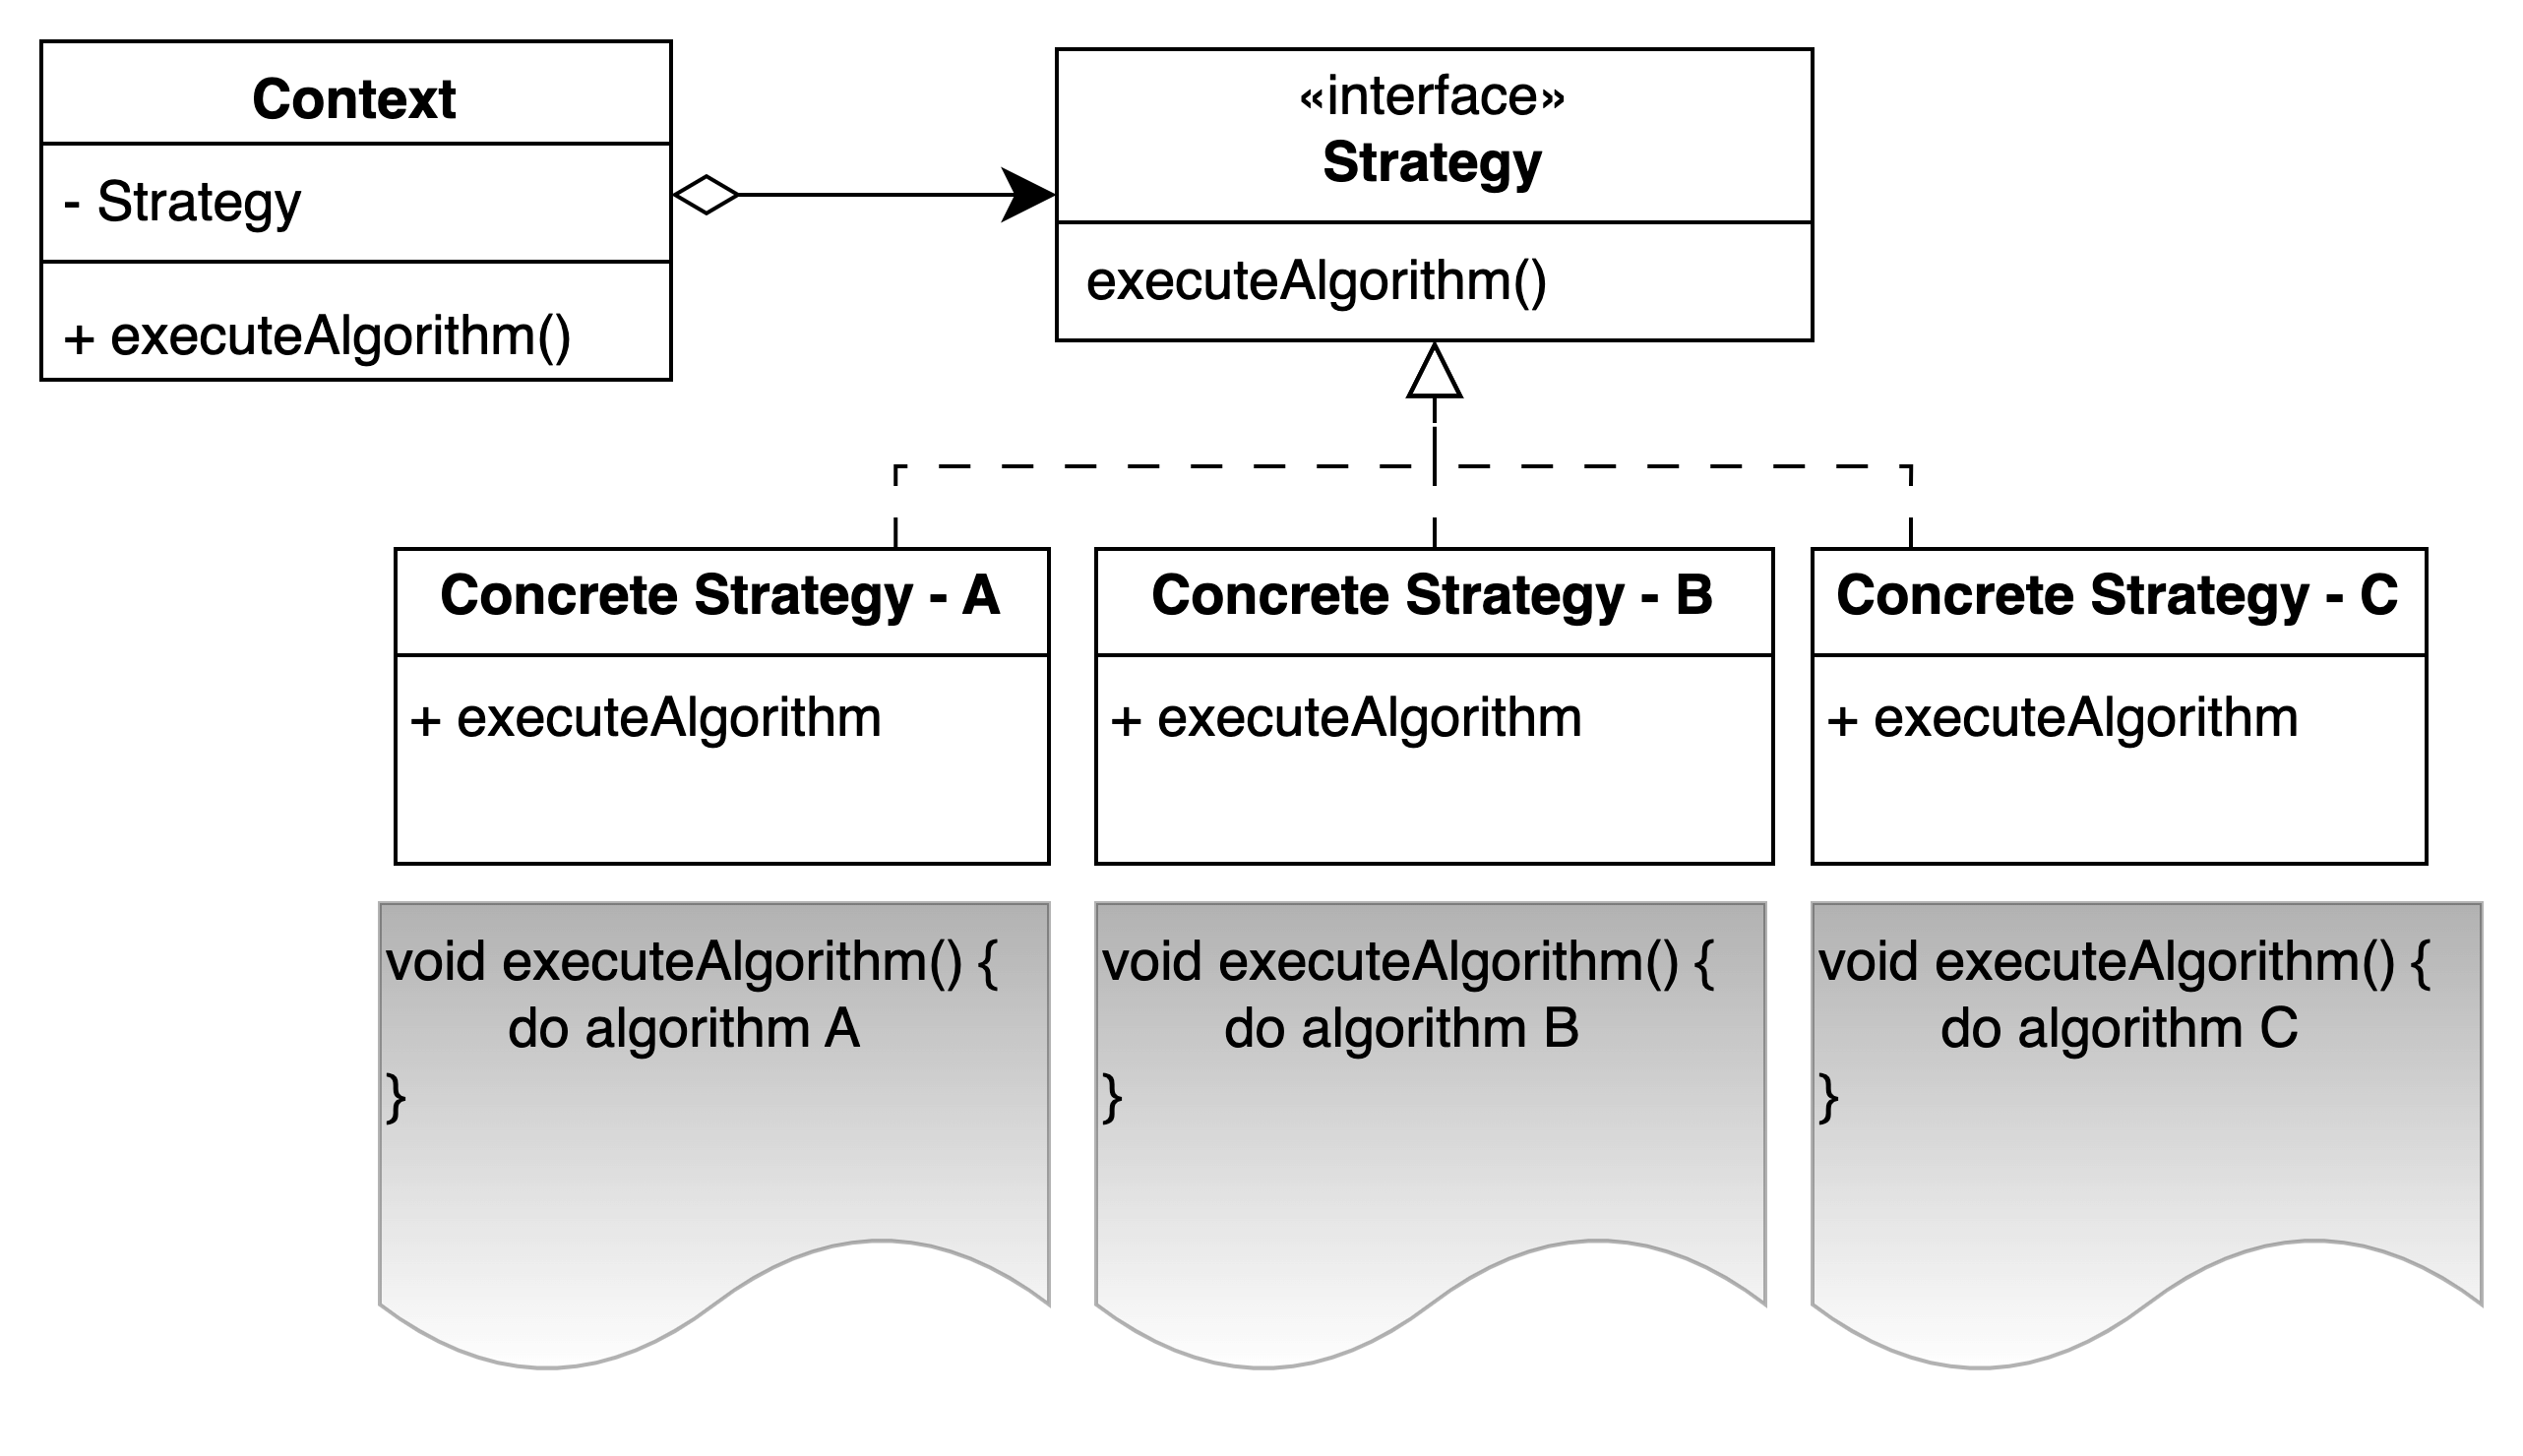 Context
- Strategy
+ executeAlgorithm()
«interface»
Strategy
executeAlgorithm()
Concrete Strategy - A
+ executeAlgorithm
Concrete Strategy - B
+ executeAlgorithm
Concrete Strategy - C
+ executeAlgorithm
void executeAlgorithm() {
do algorithm A
}
void executeAlgorithm() {
do algorithm B
}
void executeAlgorithm() {
do algorithm C
}